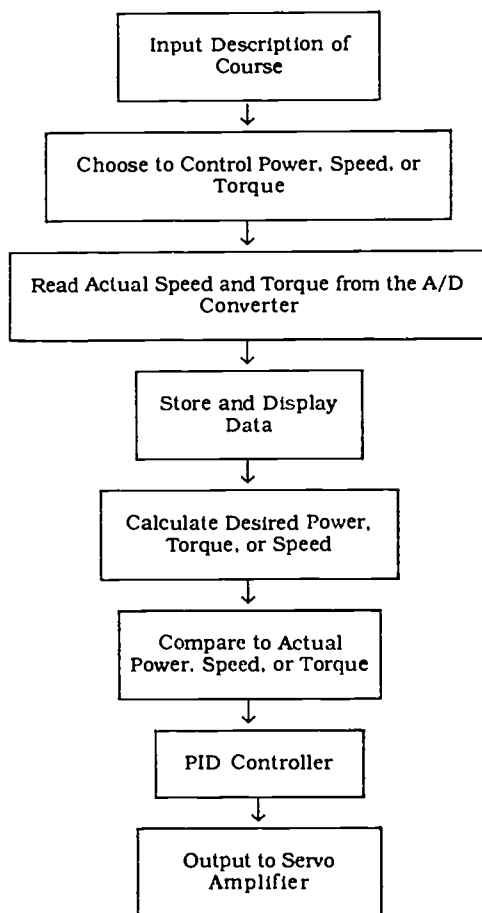 Input Description of
Course
Choose to Control Power, Speed, or
Torque
Read Actual Speed and Torque from the A/D
Converter
Store and Display
Data
Calculate Desired Power,
Torque, or Speed
Compare to Actual
Power, Speed, or Torque
PID Controller
Output to Servo
Amplifier